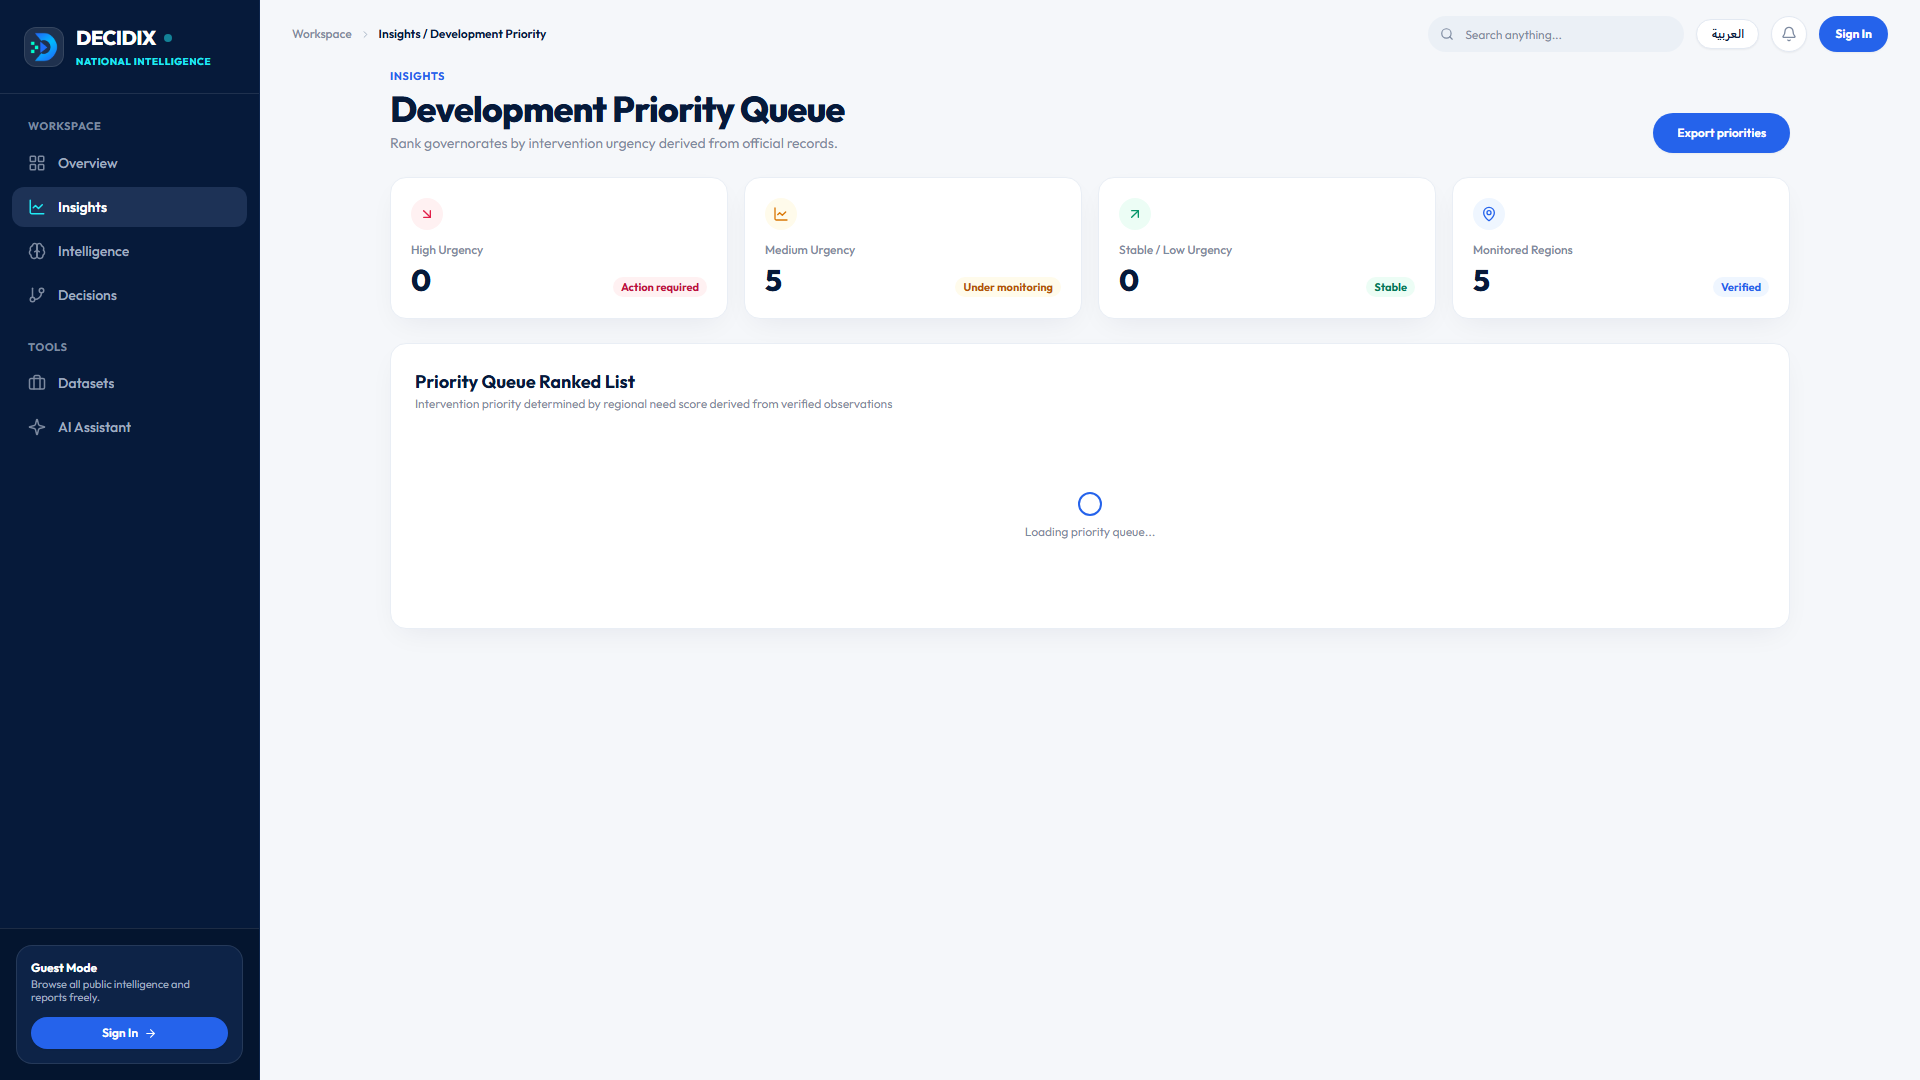 DECIDIX
NATIONAL INTELLIGENCE
WORKSPACE
Overview
Insights
Intelligence
Decisions
TOOLS
Datasets
AI Assistant
Guest Mode
Browse all public intelligence and
reports freely.
Sign In
Workspace
Insights / Development Priority
Search anything...
العربية
Sign In
INSIGHTS
Development Priority Queue
Rank governorates by intervention urgency derived from official records.
Export priorities
High Urgency
0
Action required
Medium Urgency
5
Under monitoring
Stable / Low Urgency
0
Stable
Monitored Regions
5
Verified
Priority Queue Ranked List
Intervention priority determined by regional need score derived from verified observations
Loading priority queue...